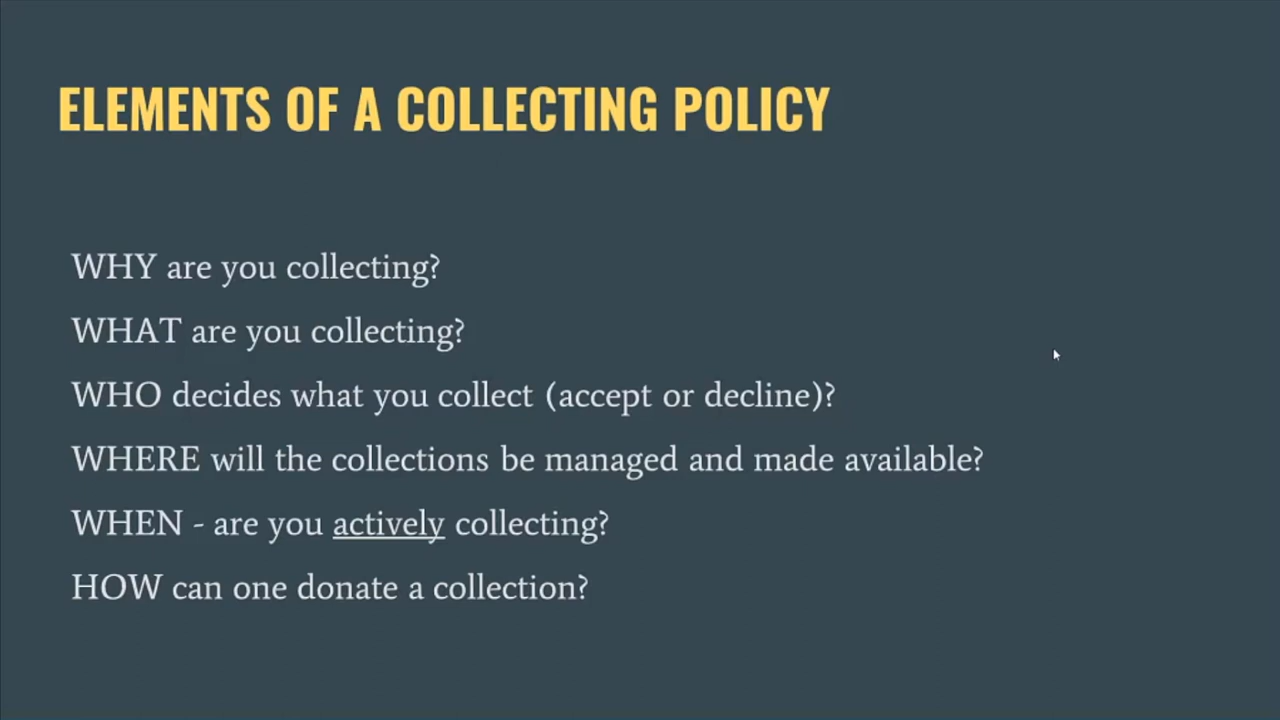 ELEMENTS OF A COLLECTING POLICY
WHY are you collecting?
WHAT are you collecting?
WHO decides what you collect (accept or decline)?
WHERE will the collections be managed and made available?
WHEN - are you actively collecting?
HOW can one donate a collection?